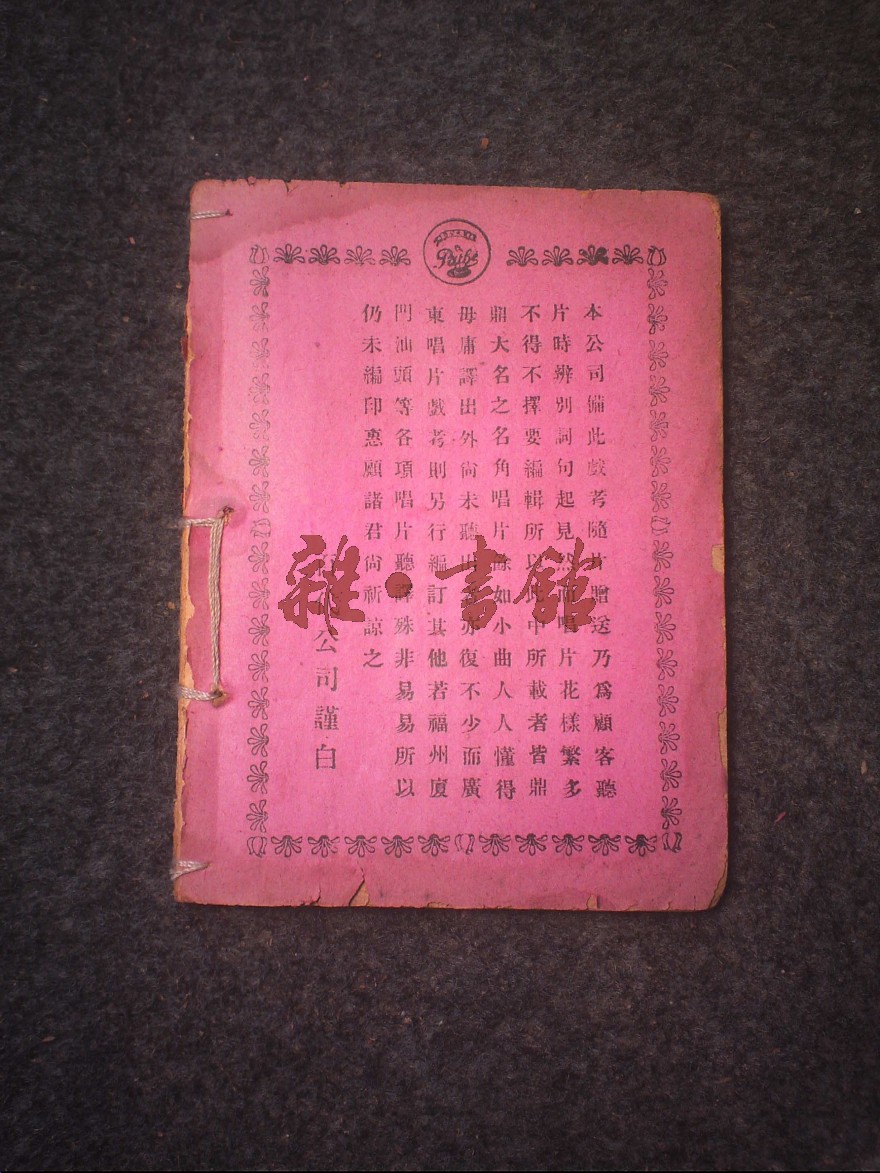 Pathé
本公司備此戲考隨片贈送乃爲顧客聽
片時辨別詞句起見然 唱片花樣繁多
不得不擇要編輯所以此中所載者皆鼎
鼎大名之名角唱片 如小曲人人懂得
毋庸譯出外尙未聽出 亦復不少而廣
東唱片戲考則另行編訂其他若福州廈
門汕頭等各項唱片聽譯殊非易易所以
仍未編印惠顧諸君尙祈諒之
公司謹白
雜·書館